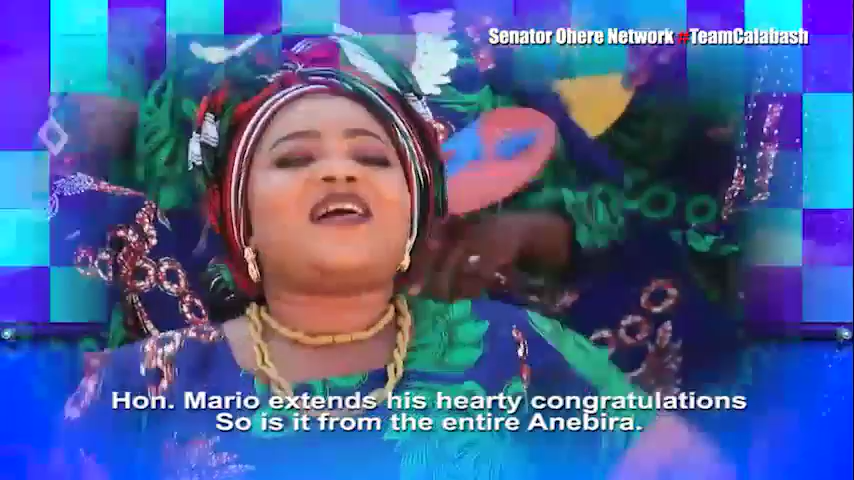 Senator Ohere Network #TeamCalabash
Hon. Mario extends his hearty congratulations
So is it from the entire Anebira.